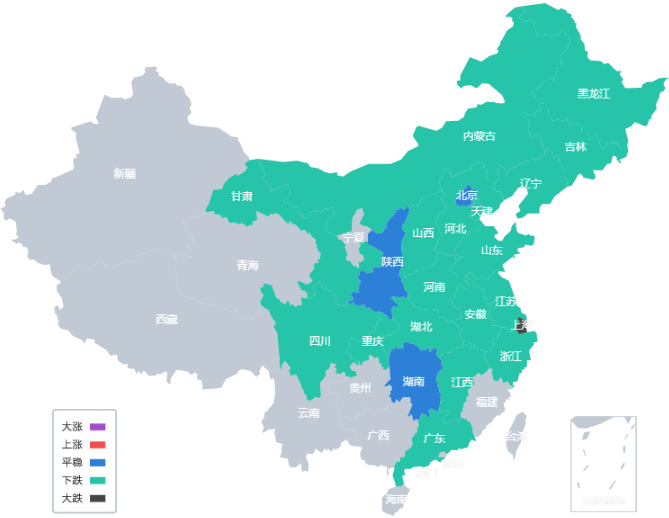 黑龙江
内蒙古
吉林
新疆
辽宁
甘肃
北京
天津
山西
河北
宁夏
山东
青海
陕西
河南
江苏
安徽
西藏
上海
湖北
四川
重庆
浙江
湖南
江西
贵州
福建
云南
广西
广东
台湾
海南
大涨
上涨
平稳
下跌
大跌